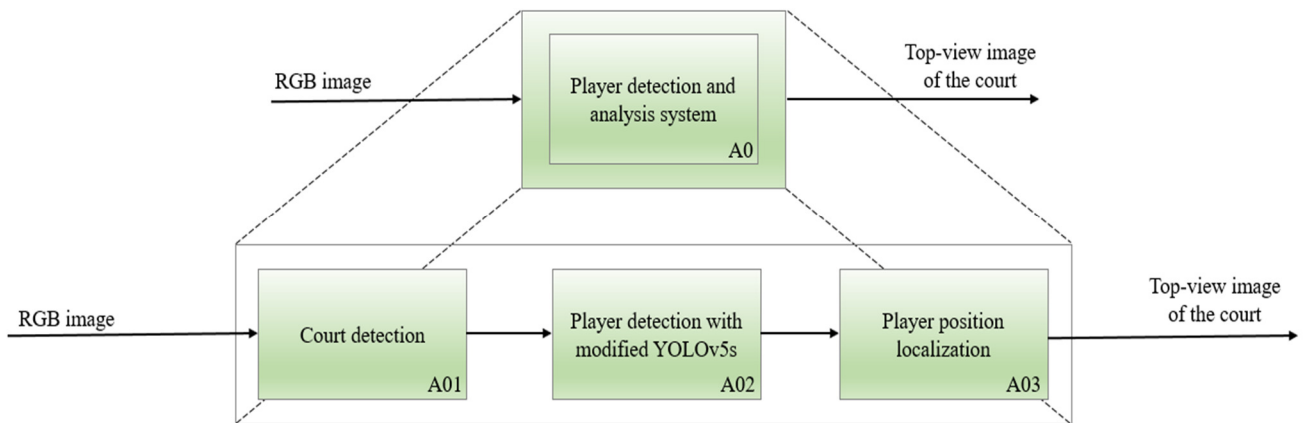 RGB image
Player detection and
analysis system
A0
Top-view image
of the court
RGB image
Court detection
A01
Player detection with
modified YOLOv5s
A02
Player position
localization
A03
Top-view image
of the court